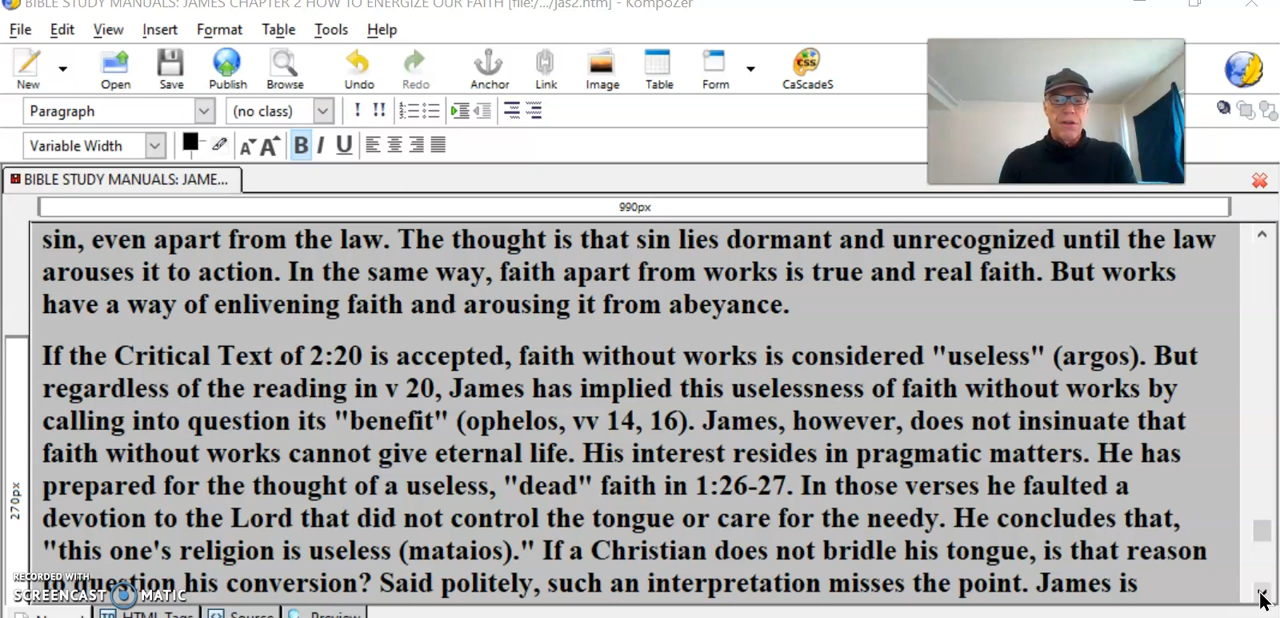 BIBLE STUDY MANUALS: JAMES CHAPTER 2 HOW TO ENERGIZE OUR FAITH [file:/.../jas2.htm] - KompoZer
File Edit View Insert Format Table Tools Help
New Open Save Publish Browse Undo Redo Anchor Link Image Table Form CaScadeS
Paragraph (no class) ! !!
Variable Width A A B I U
BIBLE STUDY MANUALS: JAME...
990px
sin, even apart from the law. The thought is that sin lies dormant and unrecognized until the law
arouses it to action. In the same way, faith apart from works is true and real faith. But works
have a way of enlivening faith and arousing it from abeyance.
If the Critical Text of 2:20 is accepted, faith without works is considered "useless" (argos). But
regardless of the reading in v 20, James has implied this uselessness of faith without works by
calling into question its "benefit" (ophelos, vv 14, 16). James, however, does not insinuate that
faith without works cannot give eternal life. His interest resides in pragmatic matters. He has
prepared for the thought of a useless, "dead" faith in 1:26-27. In those verses he faulted a
270px
devotion to the Lord that did not control the tongue or care for the needy. He concludes that,
"this one's religion is useless (mataios)." If a Christian does not bridle his tongue, is that reason
to question his conversion? Said politely, such an interpretation misses the point. James is
RECORDED WITH
SCREENCAST MATIC
HTML Tags Source Preview